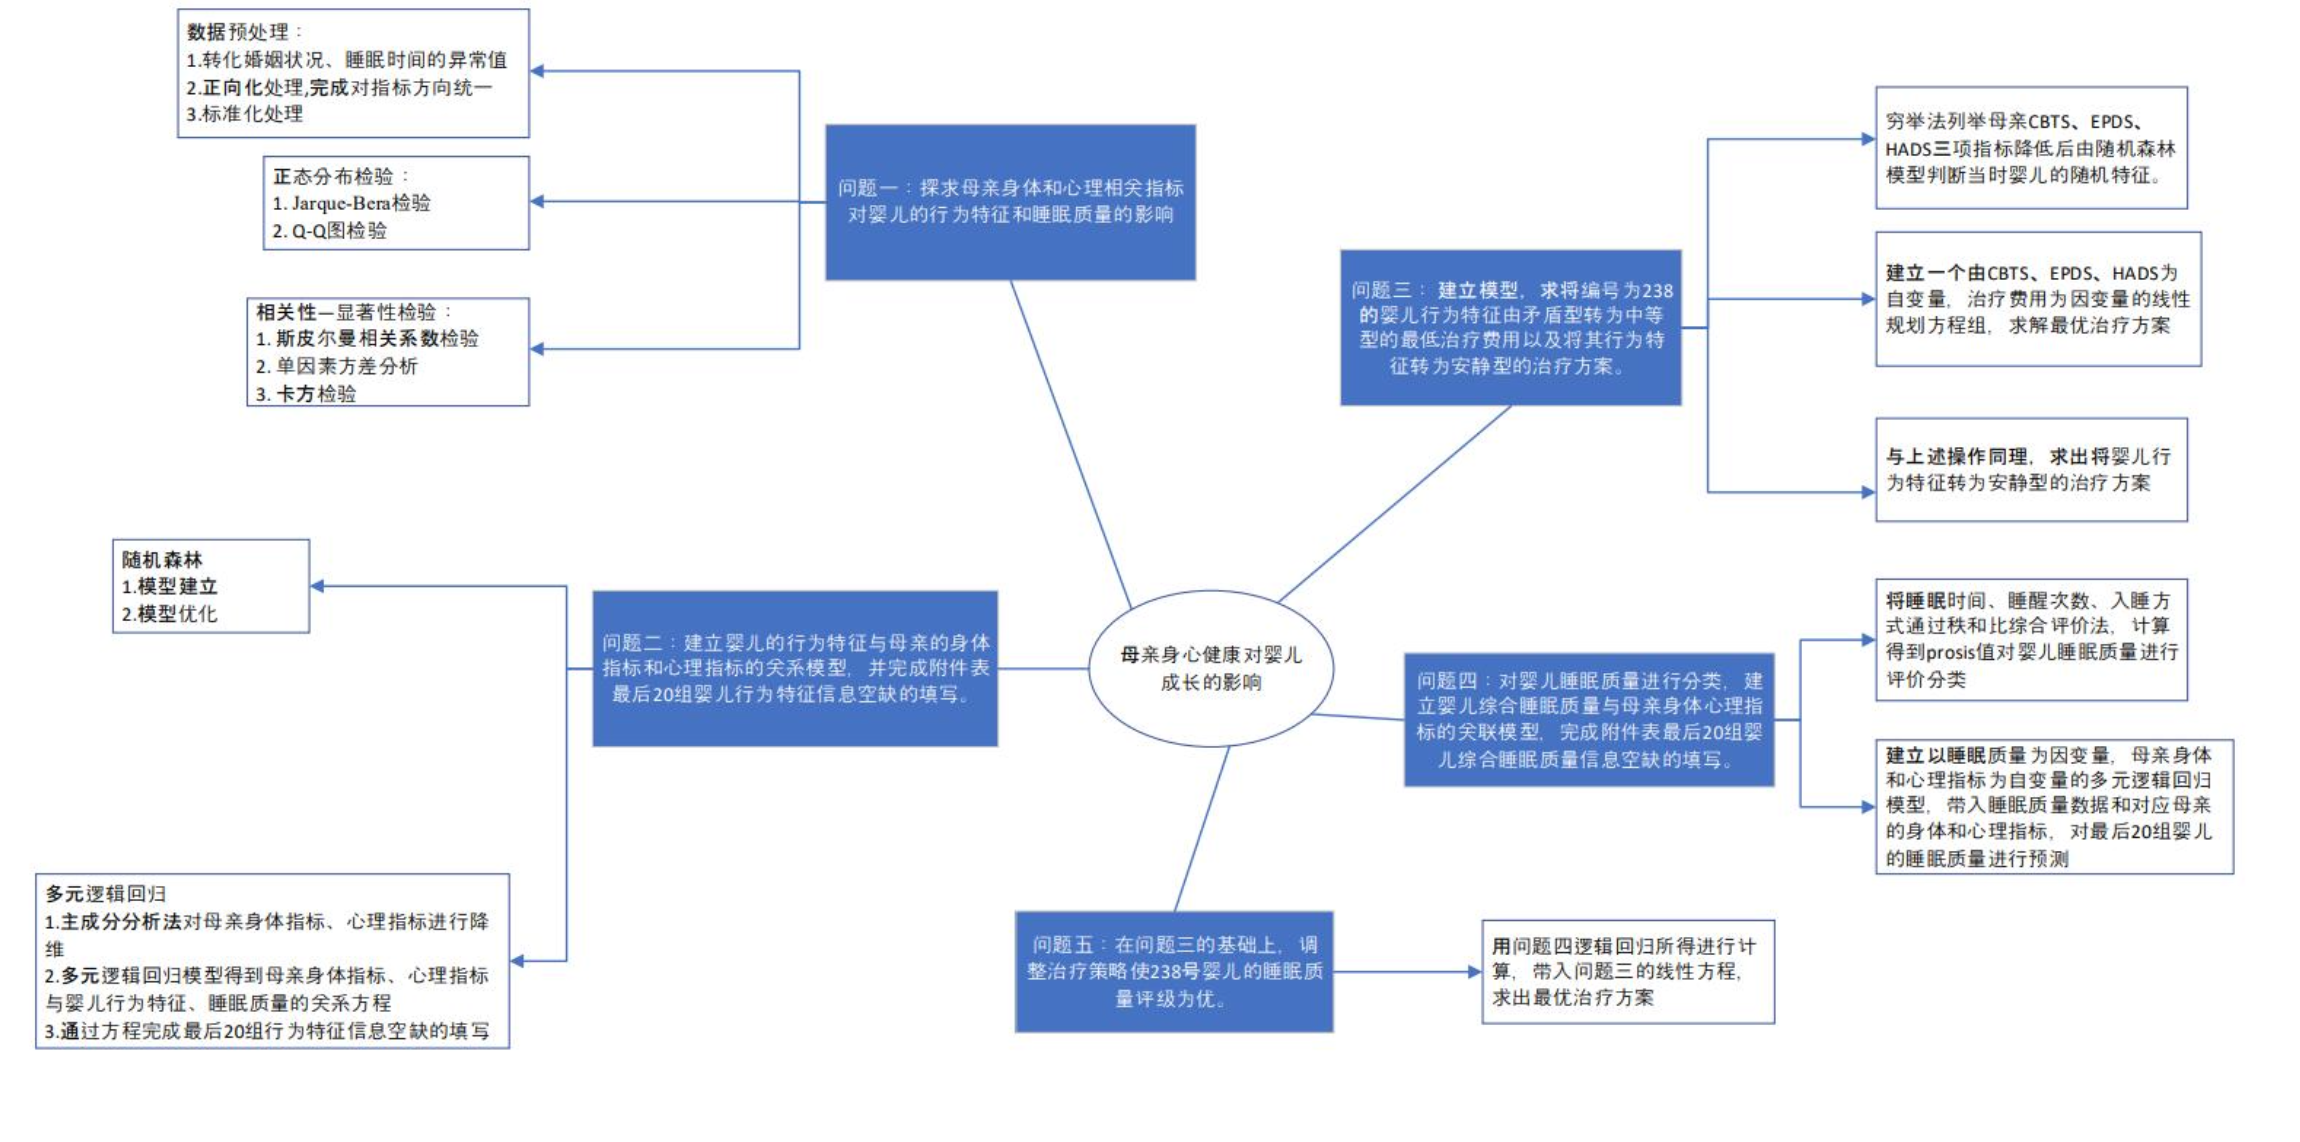 数据预处理：
1.转化婚姻状况、睡眠时间的异常值
2.正向化处理,完成对指标方向统一
3.标准化处理
正态分布检验：
1. Jarque-Bera检验
2. Q-Q图检验
相关性—显著性检验：
1. 斯皮尔曼相关系数检验
2. 单因素方差分析
3. 卡方检验
问题一：探求母亲身体和心理相关指标
对婴儿的行为特征和睡眠质量的影响
问题三：建立模型，求将编号为238
的婴儿行为特征由矛盾型转为中等
型的最低治疗费用以及将其行为特
征转为安静型的治疗方案。
穷举法列举母亲CBTS、EPDS、
HADS三项指标降低后由随机森林
模型判断当时婴儿的随机特征。
建立一个由CBTS、EPDS、HADS为
自变量，治疗费用为因变量的线性
规划方程组，求解最优治疗方案
与上述操作同理，求出将婴儿行
为特征转为安静型的治疗方案
随机森林
1.模型建立
2.模型优化
问题二：建立婴儿的行为特征与母亲的身体
指标和心理指标的关系模型，并完成附件表
最后20组婴儿行为特征信息空缺的填写。
多元逻辑回归
1.主成分分析法对母亲身体指标、心理指标进行降
维
2.多元逻辑回归模型得到母亲身体指标、心理指标
与婴儿行为特征、睡眠质量的关系方程
3.通过方程完成最后20组行为特征信息空缺的填写
母亲身心健康对婴儿
成长的影响
问题四：对婴儿睡眠质量进行分类，建
立婴儿综合睡眠质量与母亲身体心理指
标的关联模型，完成附件表最后20组婴
儿综合睡眠质量信息空缺的填写。
将睡眠时间、睡醒次数、入睡方
式通过秩和比综合评价法，计算
得到prosis值对婴儿睡眠质量进行
评价分类
建立以睡眠质量为因变量，母亲身体
和心理指标为自变量的多元逻辑回归
模型，带入睡眠质量数据和对应母亲
的身体和心理指标，对最后20组婴儿
的睡眠质量进行预测
问题五：在问题三的基础上，调
整治疗策略使238号婴儿的睡眠质
量评级为优。
用问题四逻辑回归所得进行计
算，带入问题三的线性方程，
求出最优治疗方案